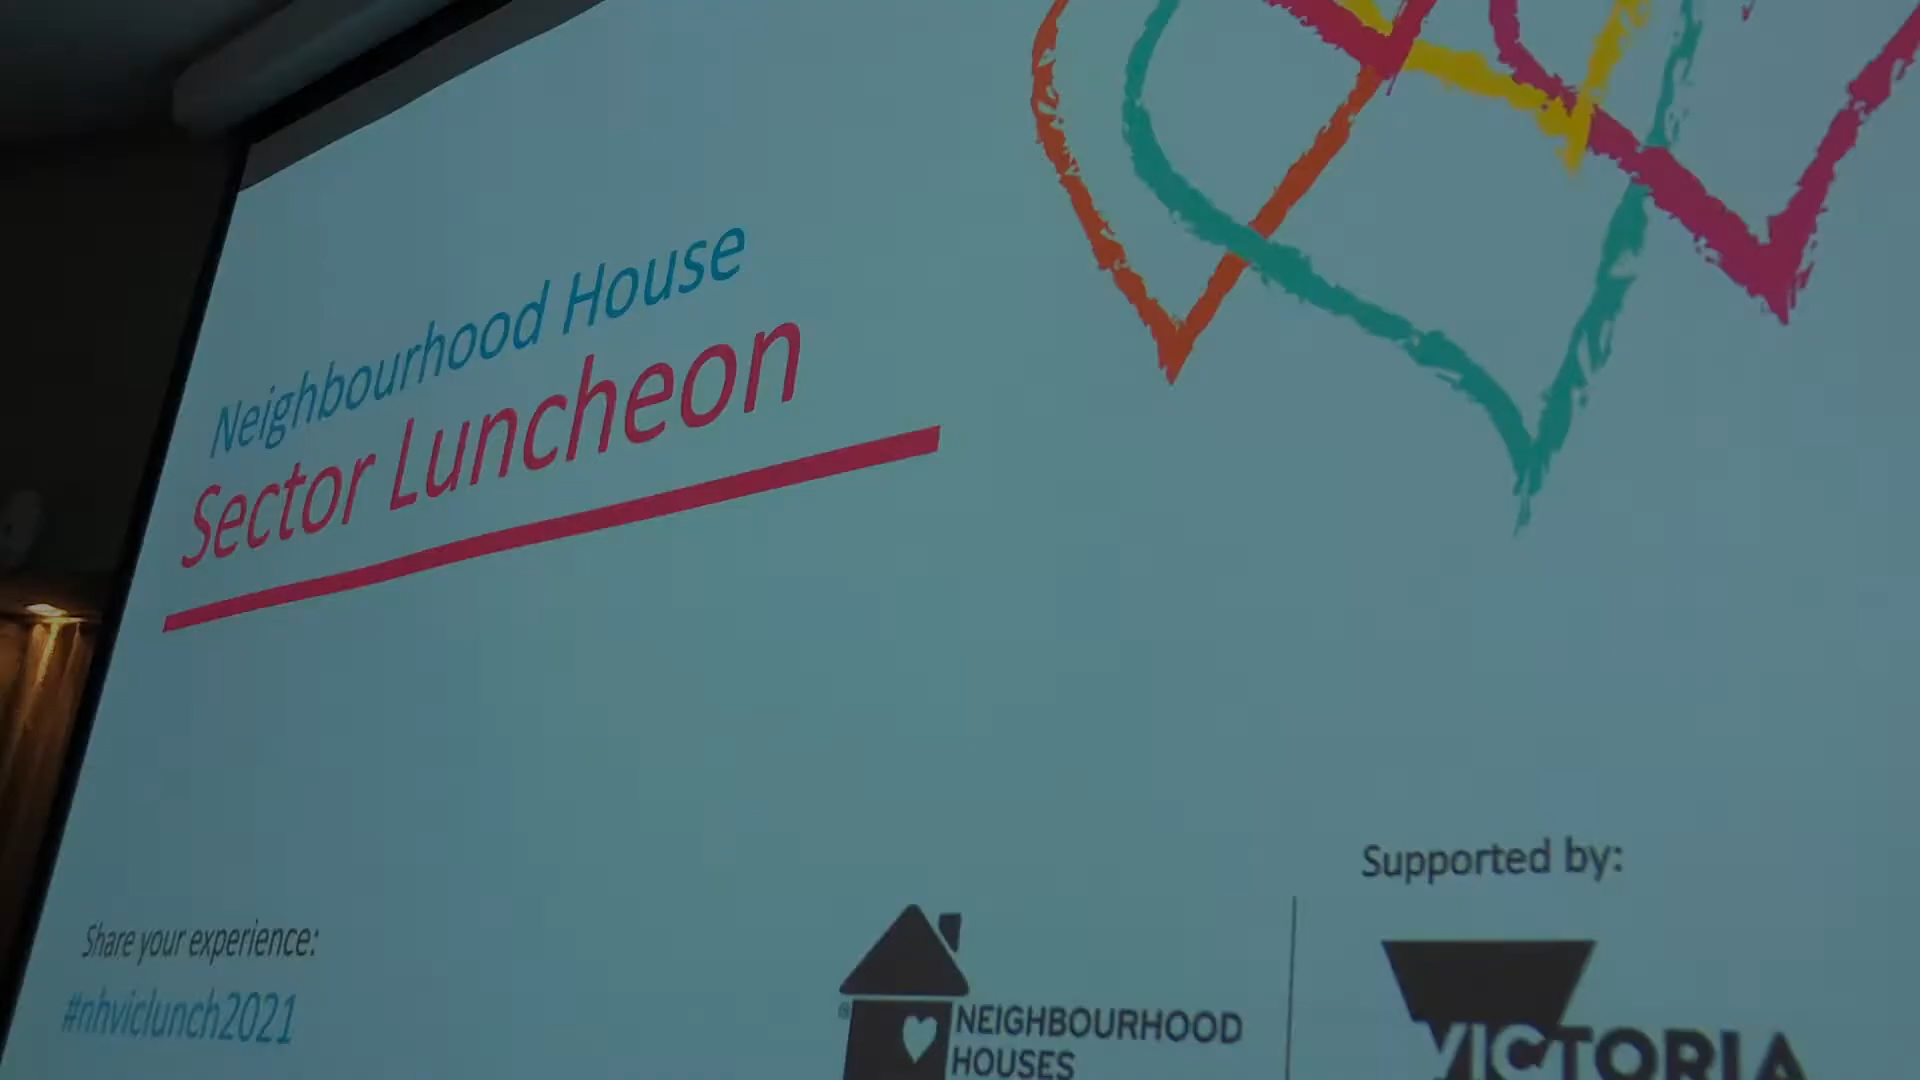 Neighbourhood House
Sector Luncheon
Share your experience:
#nhviclunch2021
NEIGHBOURHOOD
HOUSES
Supported by:
VICTORIA